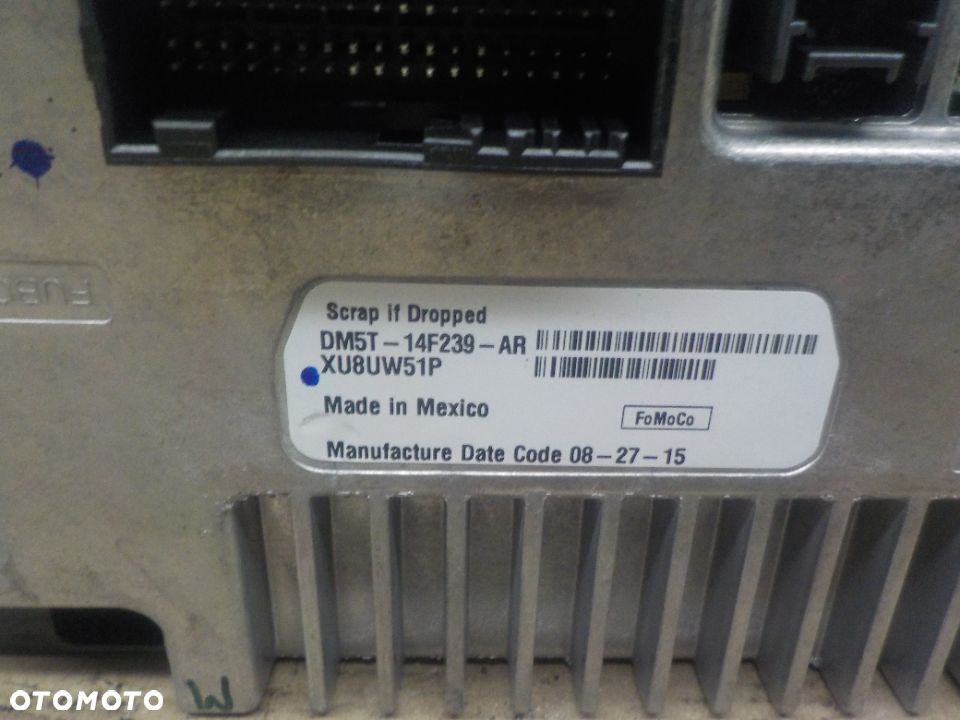 Scrap if Dropped
DM5T-14F239-AR
XU8UW51P
Made in Mexico
FoMoCo
Manufacture Date Code 08-27-15
W
OTOMOTO